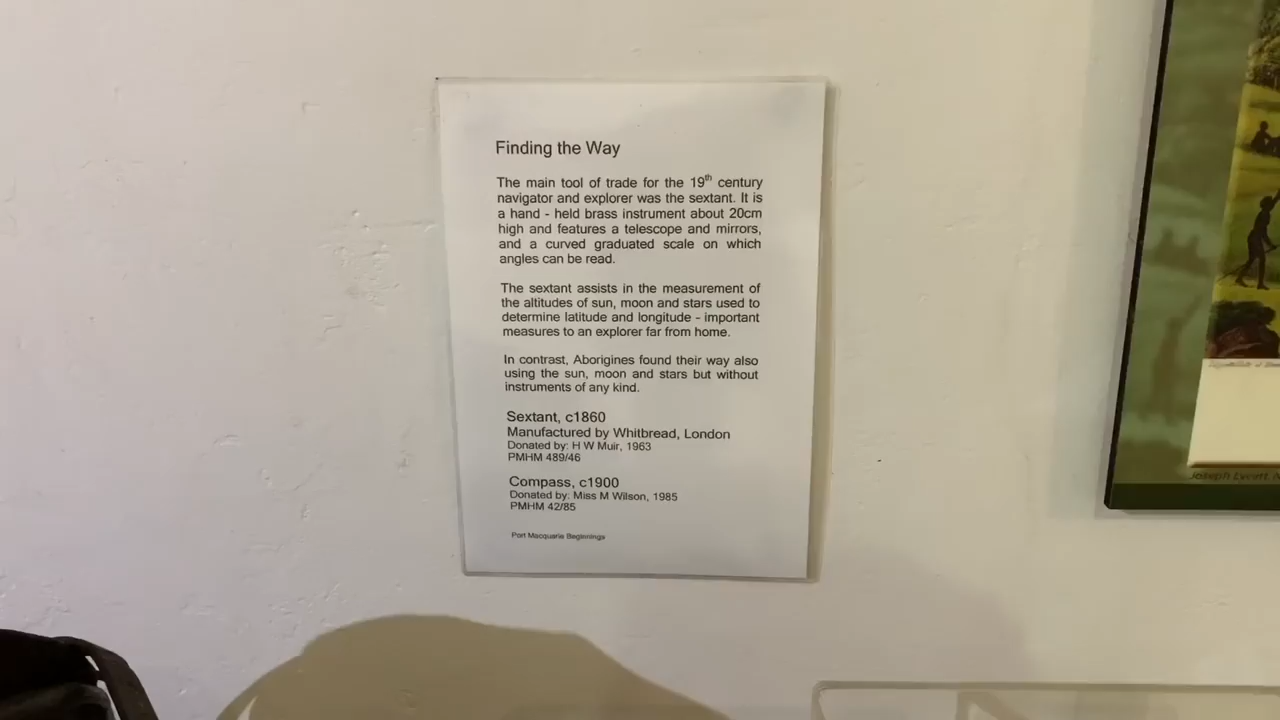 Finding the Way
The main tool of trade for the 19th century
navigator and explorer was the sextant. It is
a hand - held brass instrument about 20cm
high and features a telescope and mirrors,
and a curved graduated scale on which
angles can be read.
The sextant assists in the measurement of
the altitudes of sun, moon and stars used to
determine latitude and longitude - important
measures to an explorer far from home.
In contrast, Aborigines found their way also
using the sun, moon and stars but without
instruments of any kind.
Sextant, c1860
Manufactured by Whitbread, London
Donated by: H W Muir, 1963
PMHM 489/46
Compass, c1900
Donated by: Miss M Wilson, 1985
PMHM 42/85
Port Macquarie Beginnings
Joseph